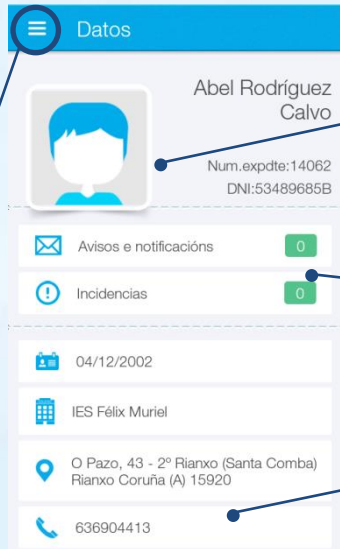 Datos
Abel Rodríguez
Calvo
Num.expdte:14062
DNI:53489685B
Avisos e notificacións 0
Incidencias 0
04/12/2002
IES Félix Muriel
O Pazo, 43 - 2º Rianxo (Santa Comba)
Rianxo Coruña (A) 15920
636904413